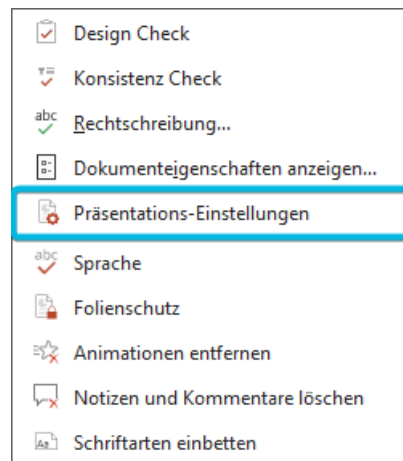 Design Check
Konsistenz Check
abc Rechtschreibung...
Dokumenteigenschaften anzeigen...
Präsentations-Einstellungen
abc Sprache
Folienschutz
Animationen entfernen
Notizen und Kommentare löschen
Schriftarten einbetten